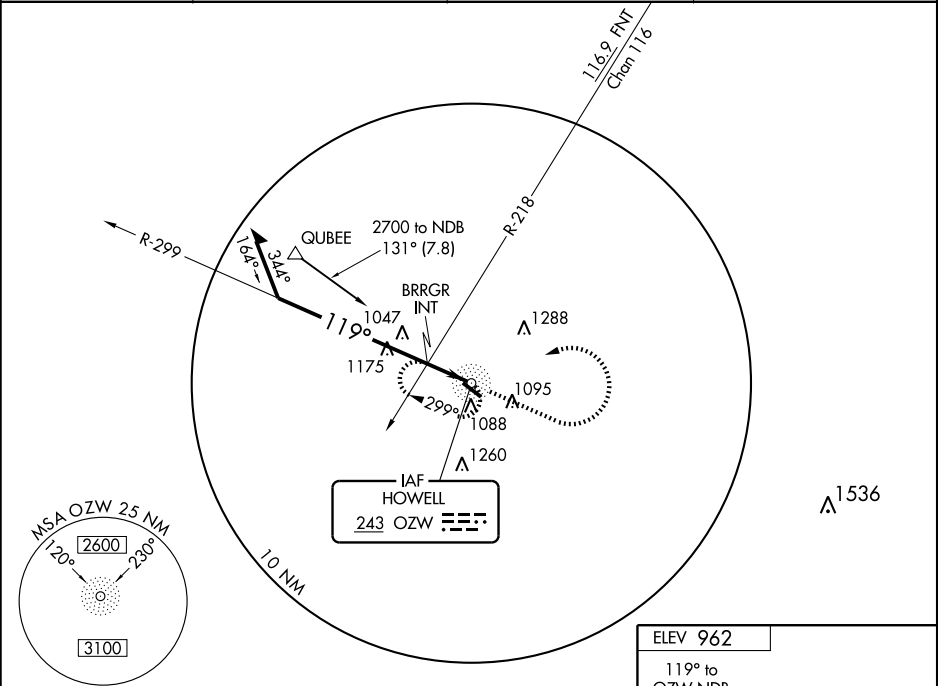 116.9 FNT
Chan 116
R-218
R-299
QUBEE
2700 to NDB
131° (7.8)
164°
344°
BRRGR
INT
119°
1047
1175
1288
1095
299°
1088
1260
IAF
HOWELL
243 OZW
1536
10 NM
MSA OZW 25 NM
120°
2600
230°
3100
ELEV 962
119° to
OZW NDB